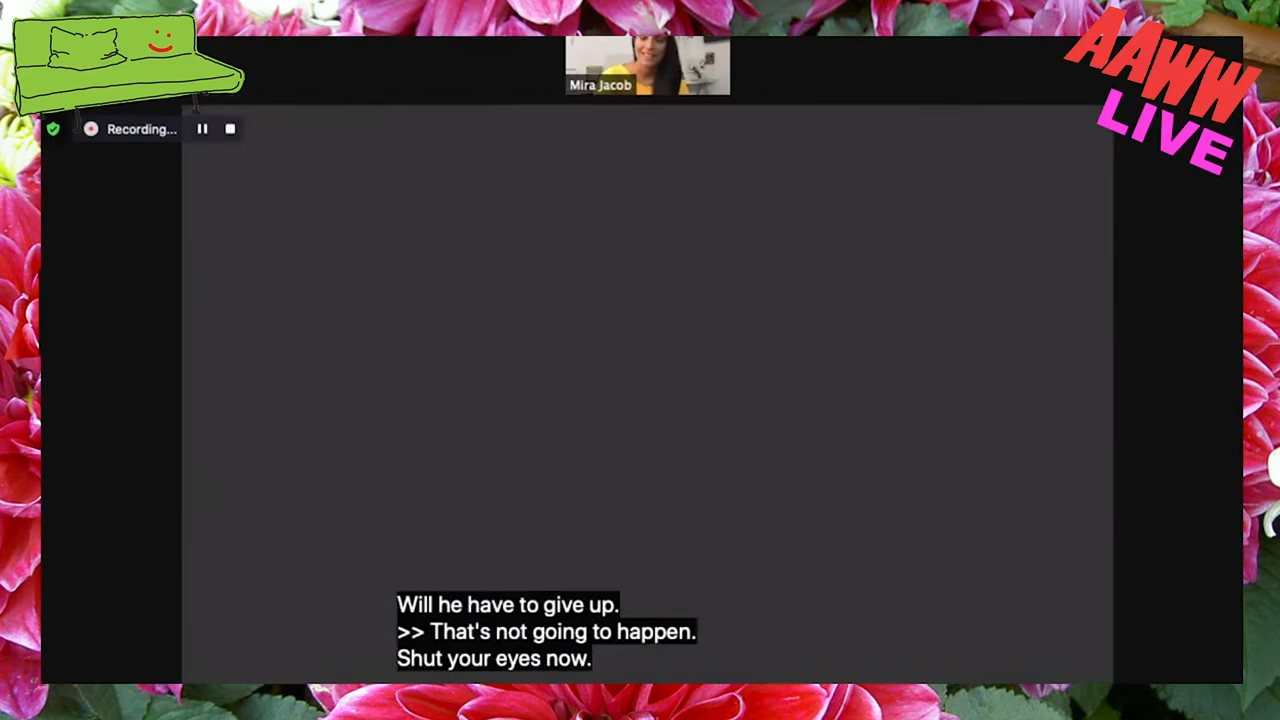 AAWW
LIVE
Mira Jacob
Recording...
Will he have to give up.
>> That's not going to happen.
Shut your eyes now.